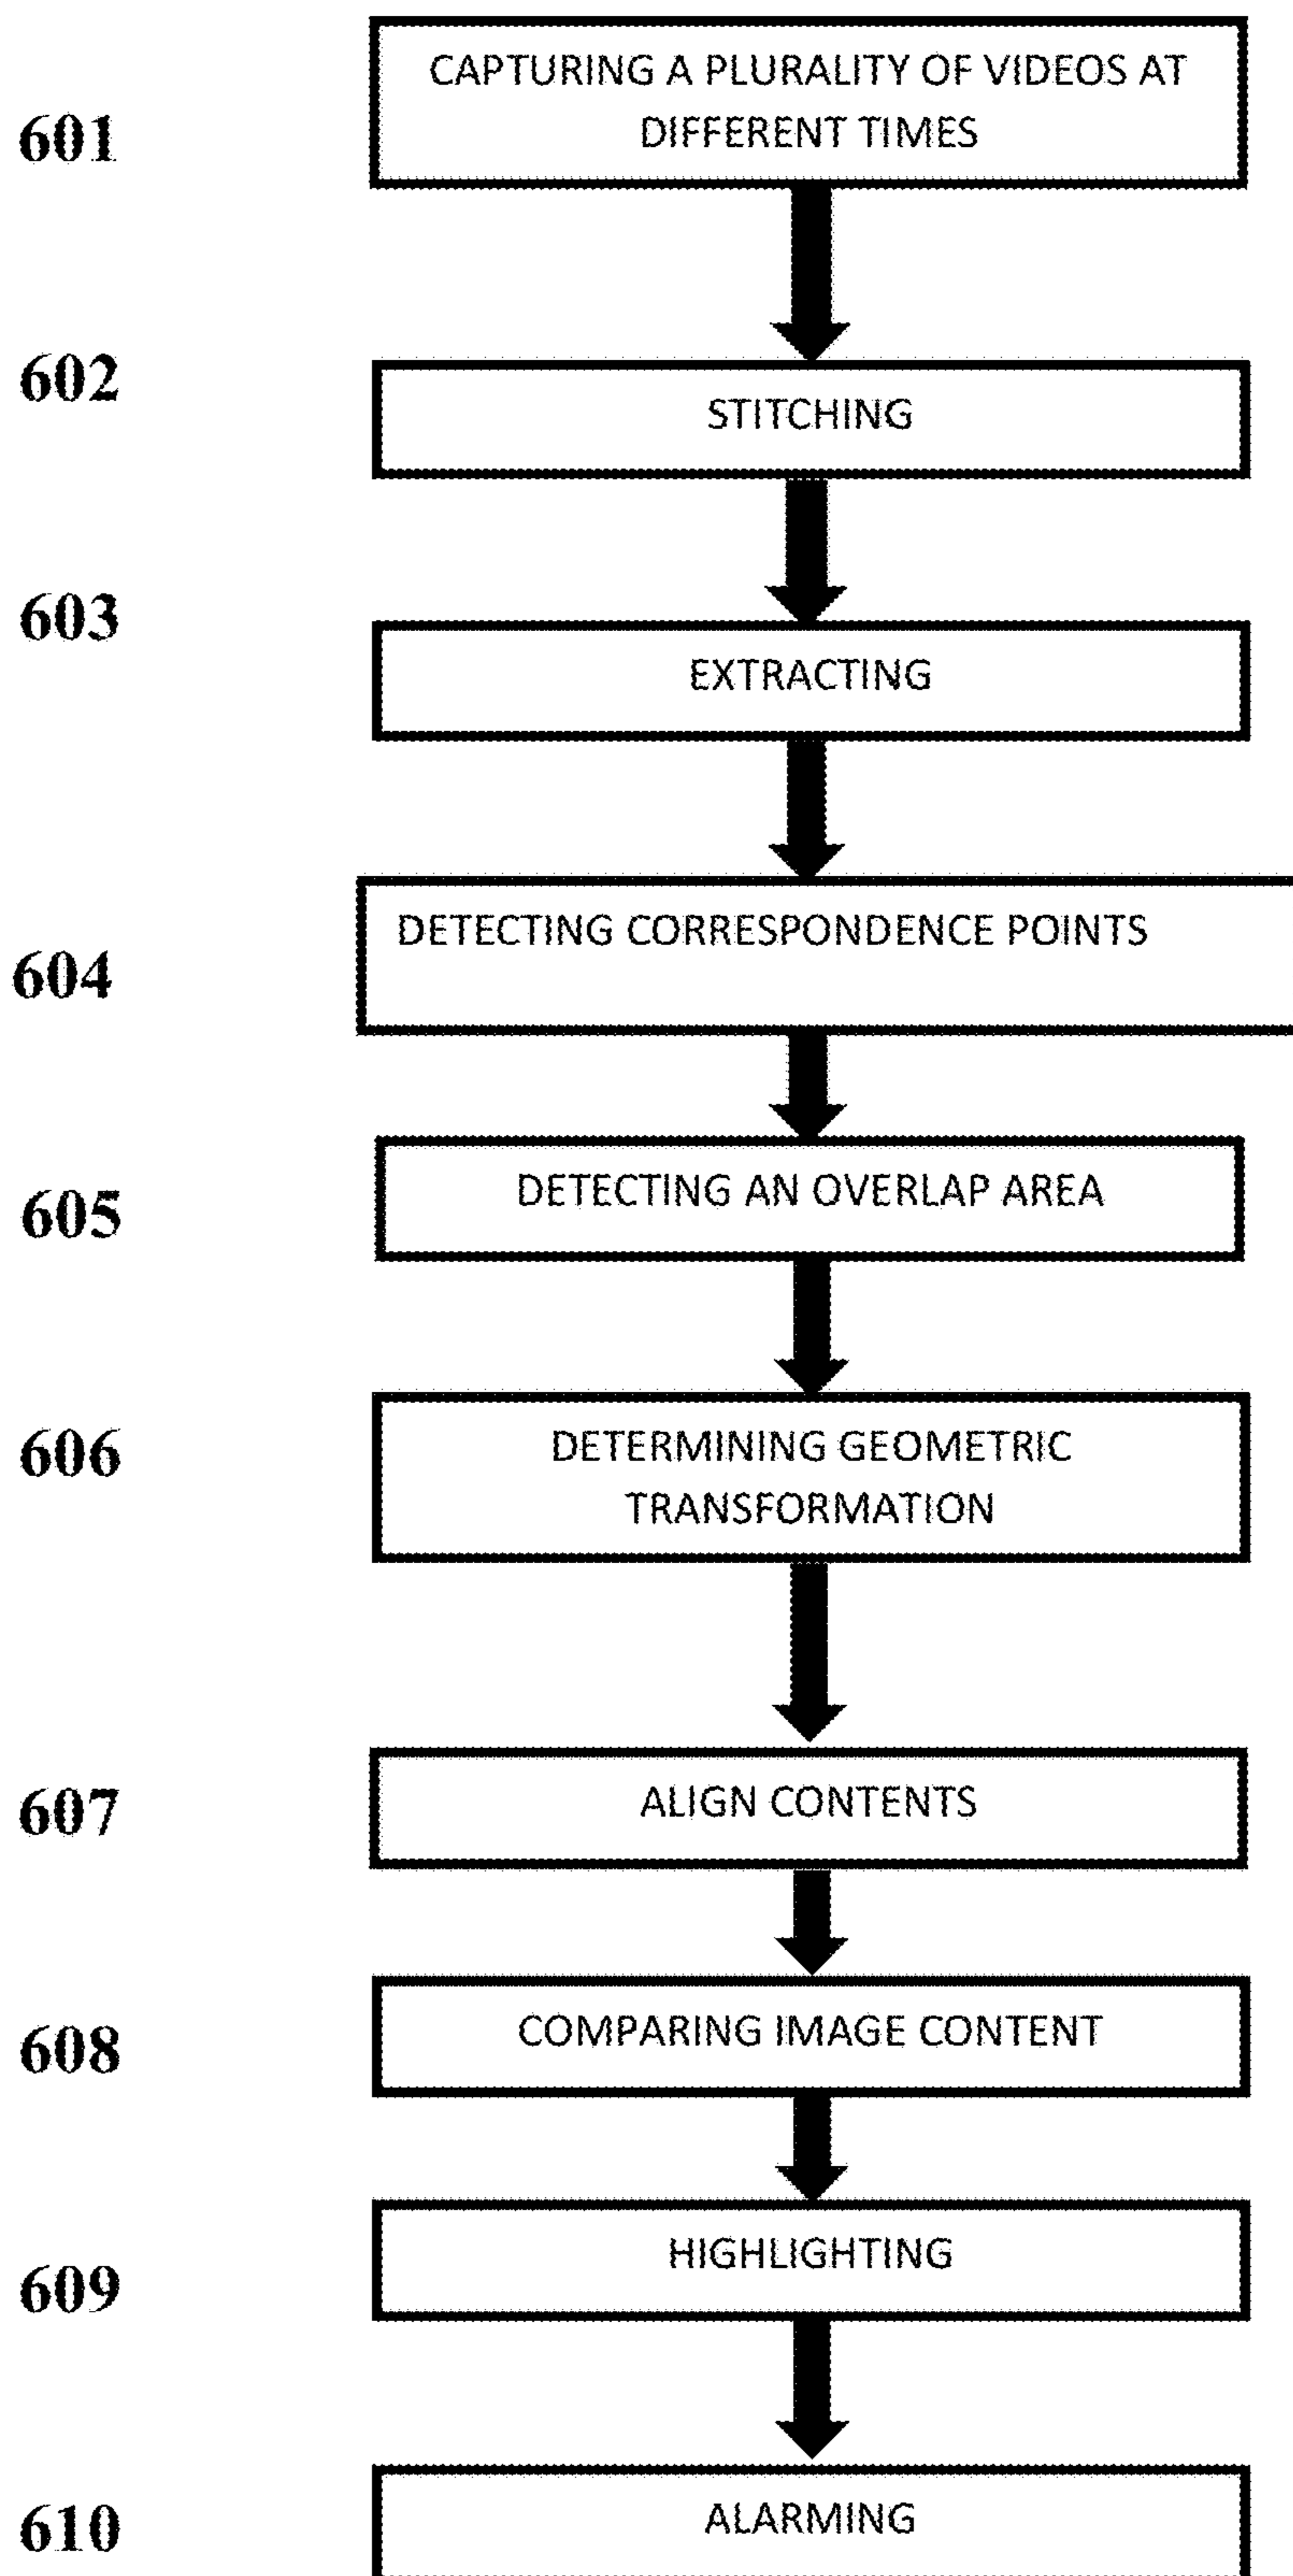 601
CAPTURING A PLURALITY OF VIDEOS AT
DIFFERENT TIMES
602
STITCHING
603
EXTRACTING
604
DETECTING CORRESPONDENCE POINTS
605
DETECTING AN OVERLAP AREA
606
DETERMINING GEOMETRIC
TRANSFORMATION
607
ALIGN CONTENTS
608
COMPARING IMAGE CONTENT
609
HIGHLIGHTING
610
ALARMING